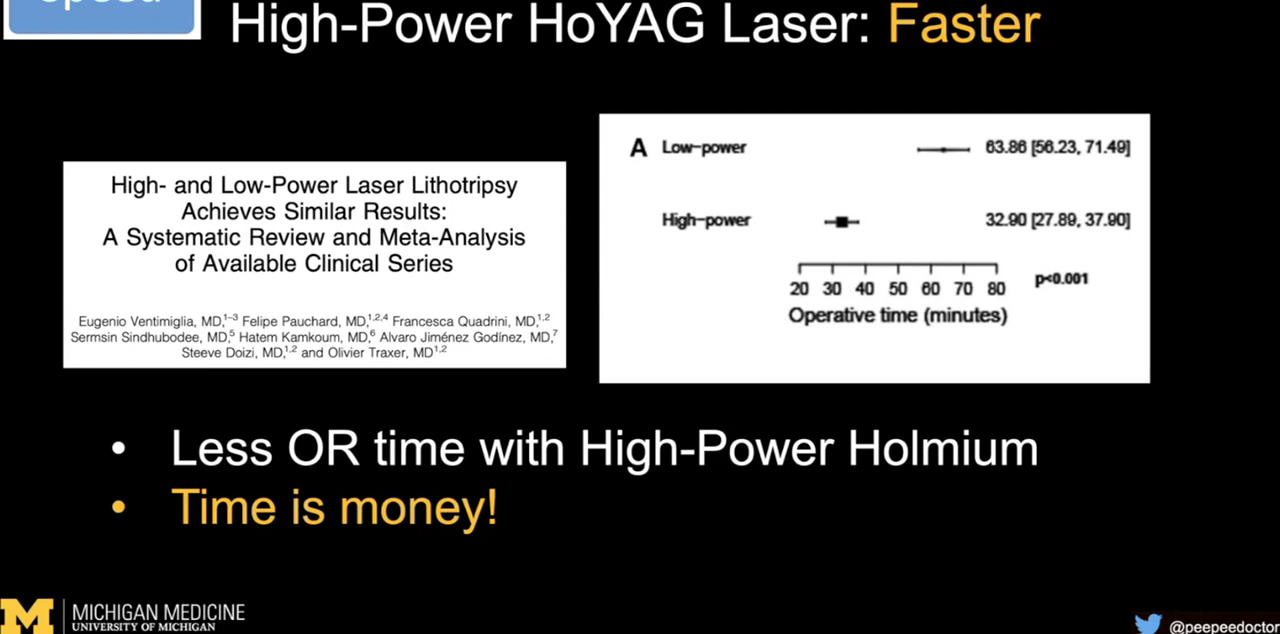 speed
High-Power HoYAG Laser: Faster
High- and Low-Power Laser Lithotripsy
Achieves Similar Results:
A Systematic Review and Meta-Analysis
of Available Clinical Series
Eugenio Ventimiglia, MD,1–3 Felipe Pauchard, MD,1,2,4 Francesca Quadrini, MD,1,2
Sermsin Sindhubodee, MD,5 Hatem Kamkoum, MD,6 Alvaro Jiménez Godínez, MD,7
Steeve Doizi, MD,1,2 and Olivier Traxer, MD1,2
A Low-power 63.86 [56.23, 71.49]
High-power 32.90 [27.89, 37.90]
20 30 40 50 60 70 80 p<0.001
Operative time (minutes)
• Less OR time with High-Power Holmium
• Time is money!
M MICHIGAN MEDICINE
UNIVERSITY OF MICHIGAN
@peepeedoctor